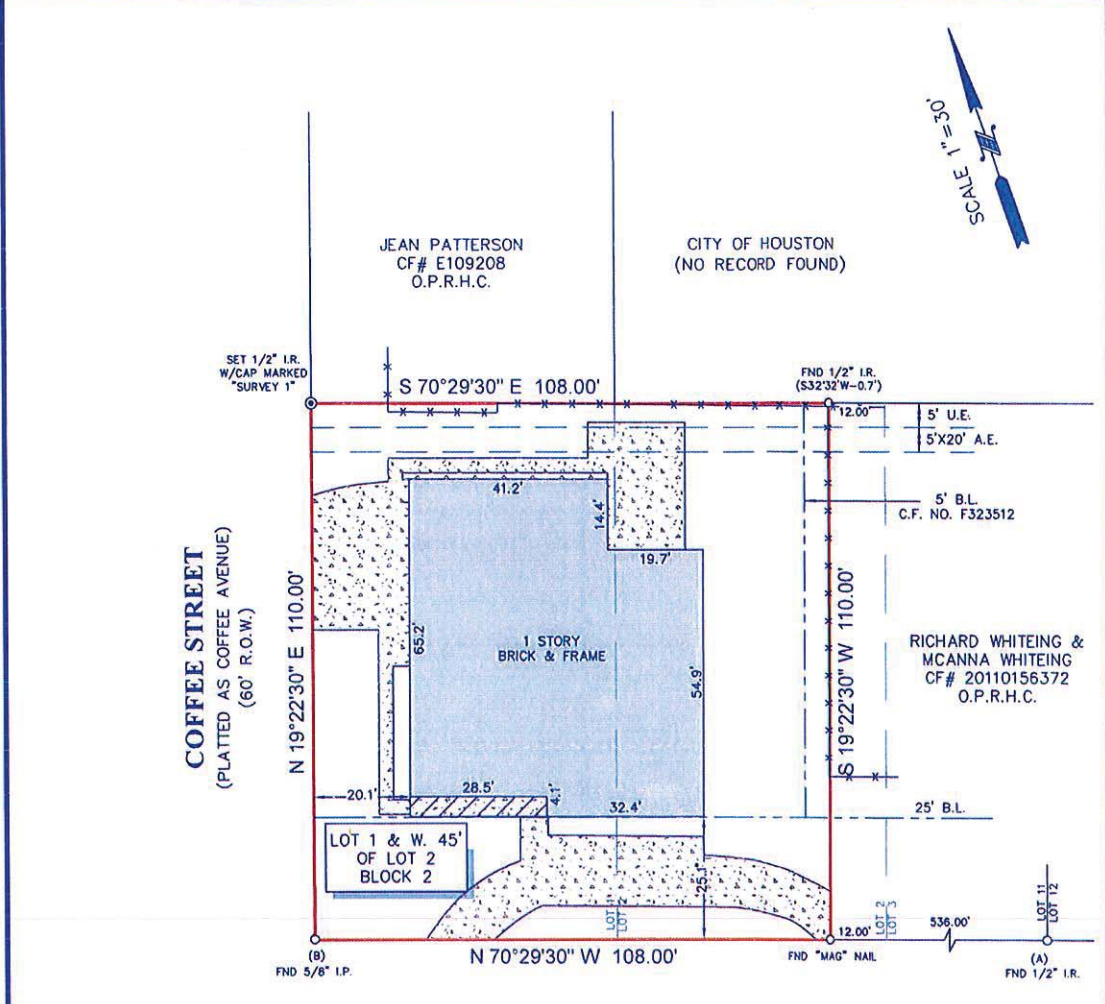 SCALE 1"=30'
JEAN PATTERSON
CF# E109208
O.P.R.H.C.
CITY OF HOUSTON
(NO RECORD FOUND)
SET 1/2" I.R.
W/CAP MARKED
"SURVEY 1"
S 70°29'30" E 108.00'
FND 1/2" I.R.
(S32°32'W-0.7')
12.00'
5' U.E.
5'X20' A.E.
41.2'
14.4'
19.7'
5' B.L.
C.F. NO. F323512
COFFEE STREET
(PLATTED AS COFFEE AVENUE)
(60' R.O.W.)
N 19°22'30" E 110.00'
65.2'
1 STORY
BRICK & FRAME
54.9'
S 19°22'30" W 110.00'
RICHARD WHITEING &
MCANNA WHITEING
CF# 20110156372
O.P.R.H.C.
20.1'
28.5'
4.1'
32.4'
25' B.L.
LOT 1 & W. 45'
OF LOT 2
BLOCK 2
25.1'
LOT 1
LOT 2
LOT 2
LOT 3
LOT 11
LOT 12
536.00'
12.00'
(B)
FND 5/8" I.P.
N 70°29'30" W 108.00'
FND "MAG" NAIL
(A)
FND 1/2" I.R.